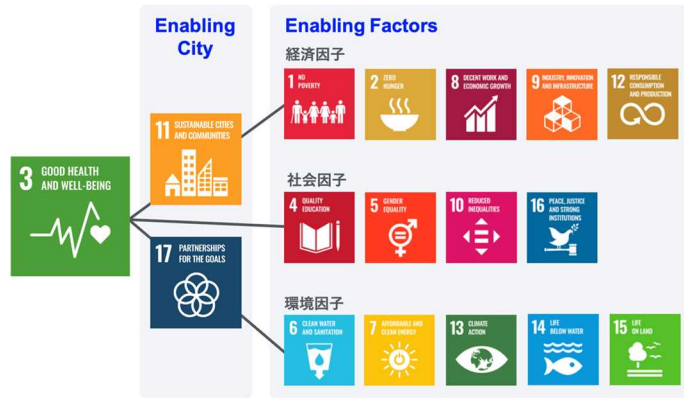 Enabling
City
Enabling Factors
経済因子
1 NO
POVERTY
2 ZERO
HUNGER
8 DECENT WORK AND
ECONOMIC GROWTH
9 INDUSTRY, INNOVATION
AND INFRASTRUCTURE
12 RESPONSIBLE
CONSUMPTION
AND PRODUCTION
11 SUSTAINABLE CITIES
AND COMMUNITIES
3 GOOD HEALTH
AND WELL-BEING
社会因子
4 QUALITY
EDUCATION
5 GENDER
EQUALITY
10 REDUCED
INEQUALITIES
16 PEACE, JUSTICE
AND STRONG
INSTITUTIONS
17 PARTNERSHIPS
FOR THE GOALS
環境因子
6 CLEAN WATER
AND SANITATION
7 AFFORDABLE AND
CLEAN ENERGY
13 CLIMATE
ACTION
14 LIFE
BELOW WATER
15 LIFE
ON LAND